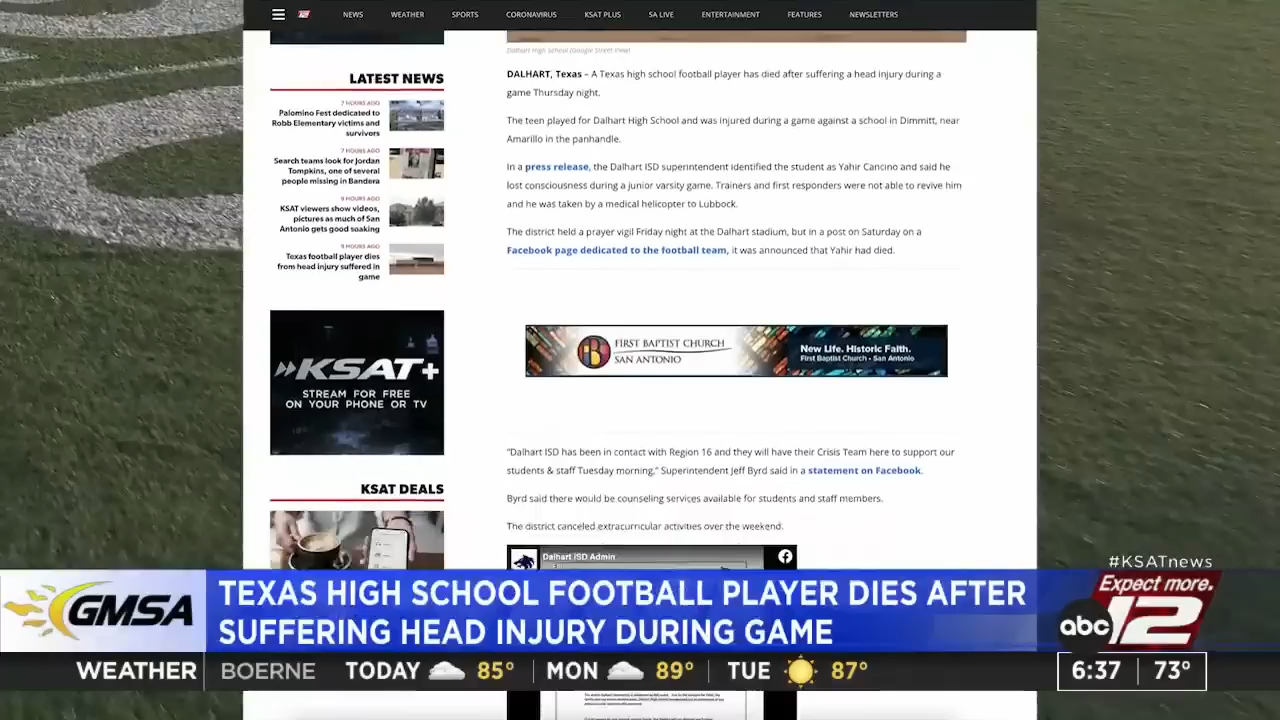 NEWS WEATHER SPORTS CORONAVIRUS KSAT PLUS SA LIVE ENTERTAINMENT FEATURES NEWSLETTERS
Dalhart High School (Google Street View)
LATEST NEWS
7 HOURS AGO
Palomino Fest dedicated to
Robb Elementary victims and
survivors
7 HOURS AGO
Search teams look for Jordan
Tompkins, one of several
people missing in Bandera
9 HOURS AGO
KSAT viewers show videos,
pictures as much of San
Antonio gets good soaking
9 HOURS AGO
Texas football player dies
from head injury suffered in
game
KSAT+
STREAM FOR FREE
ON YOUR PHONE OR TV
KSAT DEALS
DALHART, Texas – A Texas high school football player has died after suffering a head injury during a
game Thursday night.
The teen played for Dalhart High School and was injured during a game against a school in Dimmitt, near
Amarillo in the panhandle.
In a press release, the Dalhart ISD superintendent identified the student as Yahir Cancino and said he
lost consciousness during a junior varsity game. Trainers and first responders were not able to revive him
and he was taken by a medical helicopter to Lubbock.
The district held a prayer vigil Friday night at the Dalhart stadium, but in a post on Saturday on a
Facebook page dedicated to the football team, it was announced that Yahir had died.
FIRST BAPTIST CHURCH
SAN ANTONIO
New Life. Historic Faith.
First Baptist Church • San Antonio
"Dalhart ISD has been in contact with Region 16 and they will have their Crisis Team here to support our
students & staff Tuesday morning," Superintendent Jeff Byrd said in a statement on Facebook.
Byrd said there would be counseling services available for students and staff members.
The district canceled extracurricular activities over the weekend.
Dalhart ISD Admin
#KSATnews
GMSA
TEXAS HIGH SCHOOL FOOTBALL PLAYER DIES AFTER
SUFFERING HEAD INJURY DURING GAME
Expect more.
abc 12
WEATHER BOERNE TODAY 85° MON 89° TUE 87° 6:37 73°